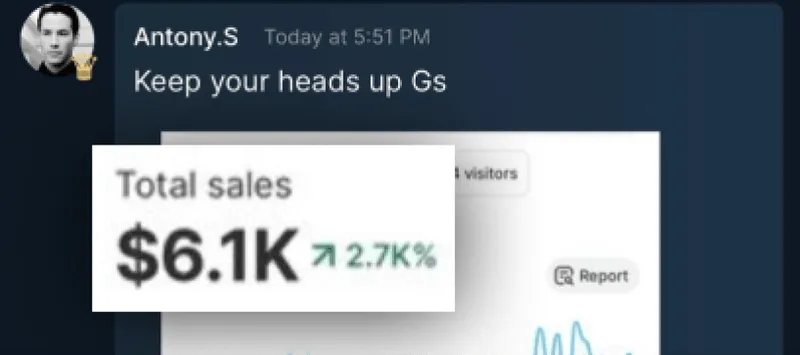 Antony.S Today at 5:51 PM
Keep your heads up Gs
visitors
Total sales
$6.1K 2.7K%
Report